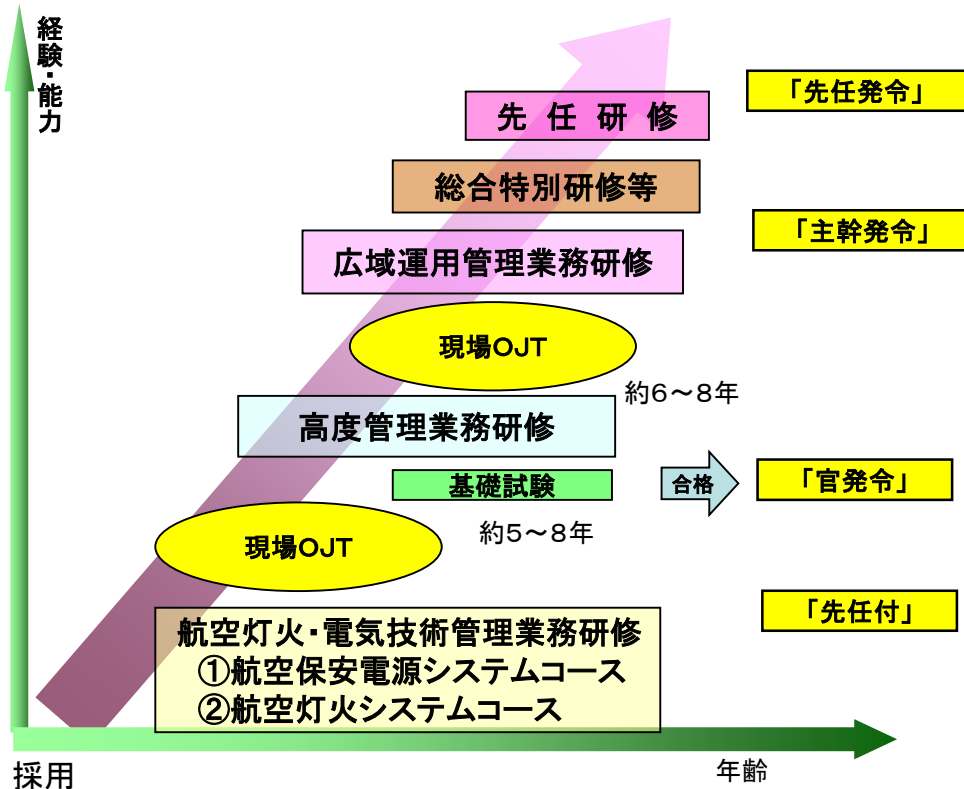 経験・能力
「先任発令」
先 任 研 修
総合特別研修等
「主幹発令」
広域運用管理業務研修
現場OJT
約6～8年
高度管理業務研修
基礎試験
合格
「官発令」
約5～8年
現場OJT
「先任付」
航空灯火・電気技術管理業務研修
①航空保安電源システムコース
②航空灯火システムコース
採用
年齢